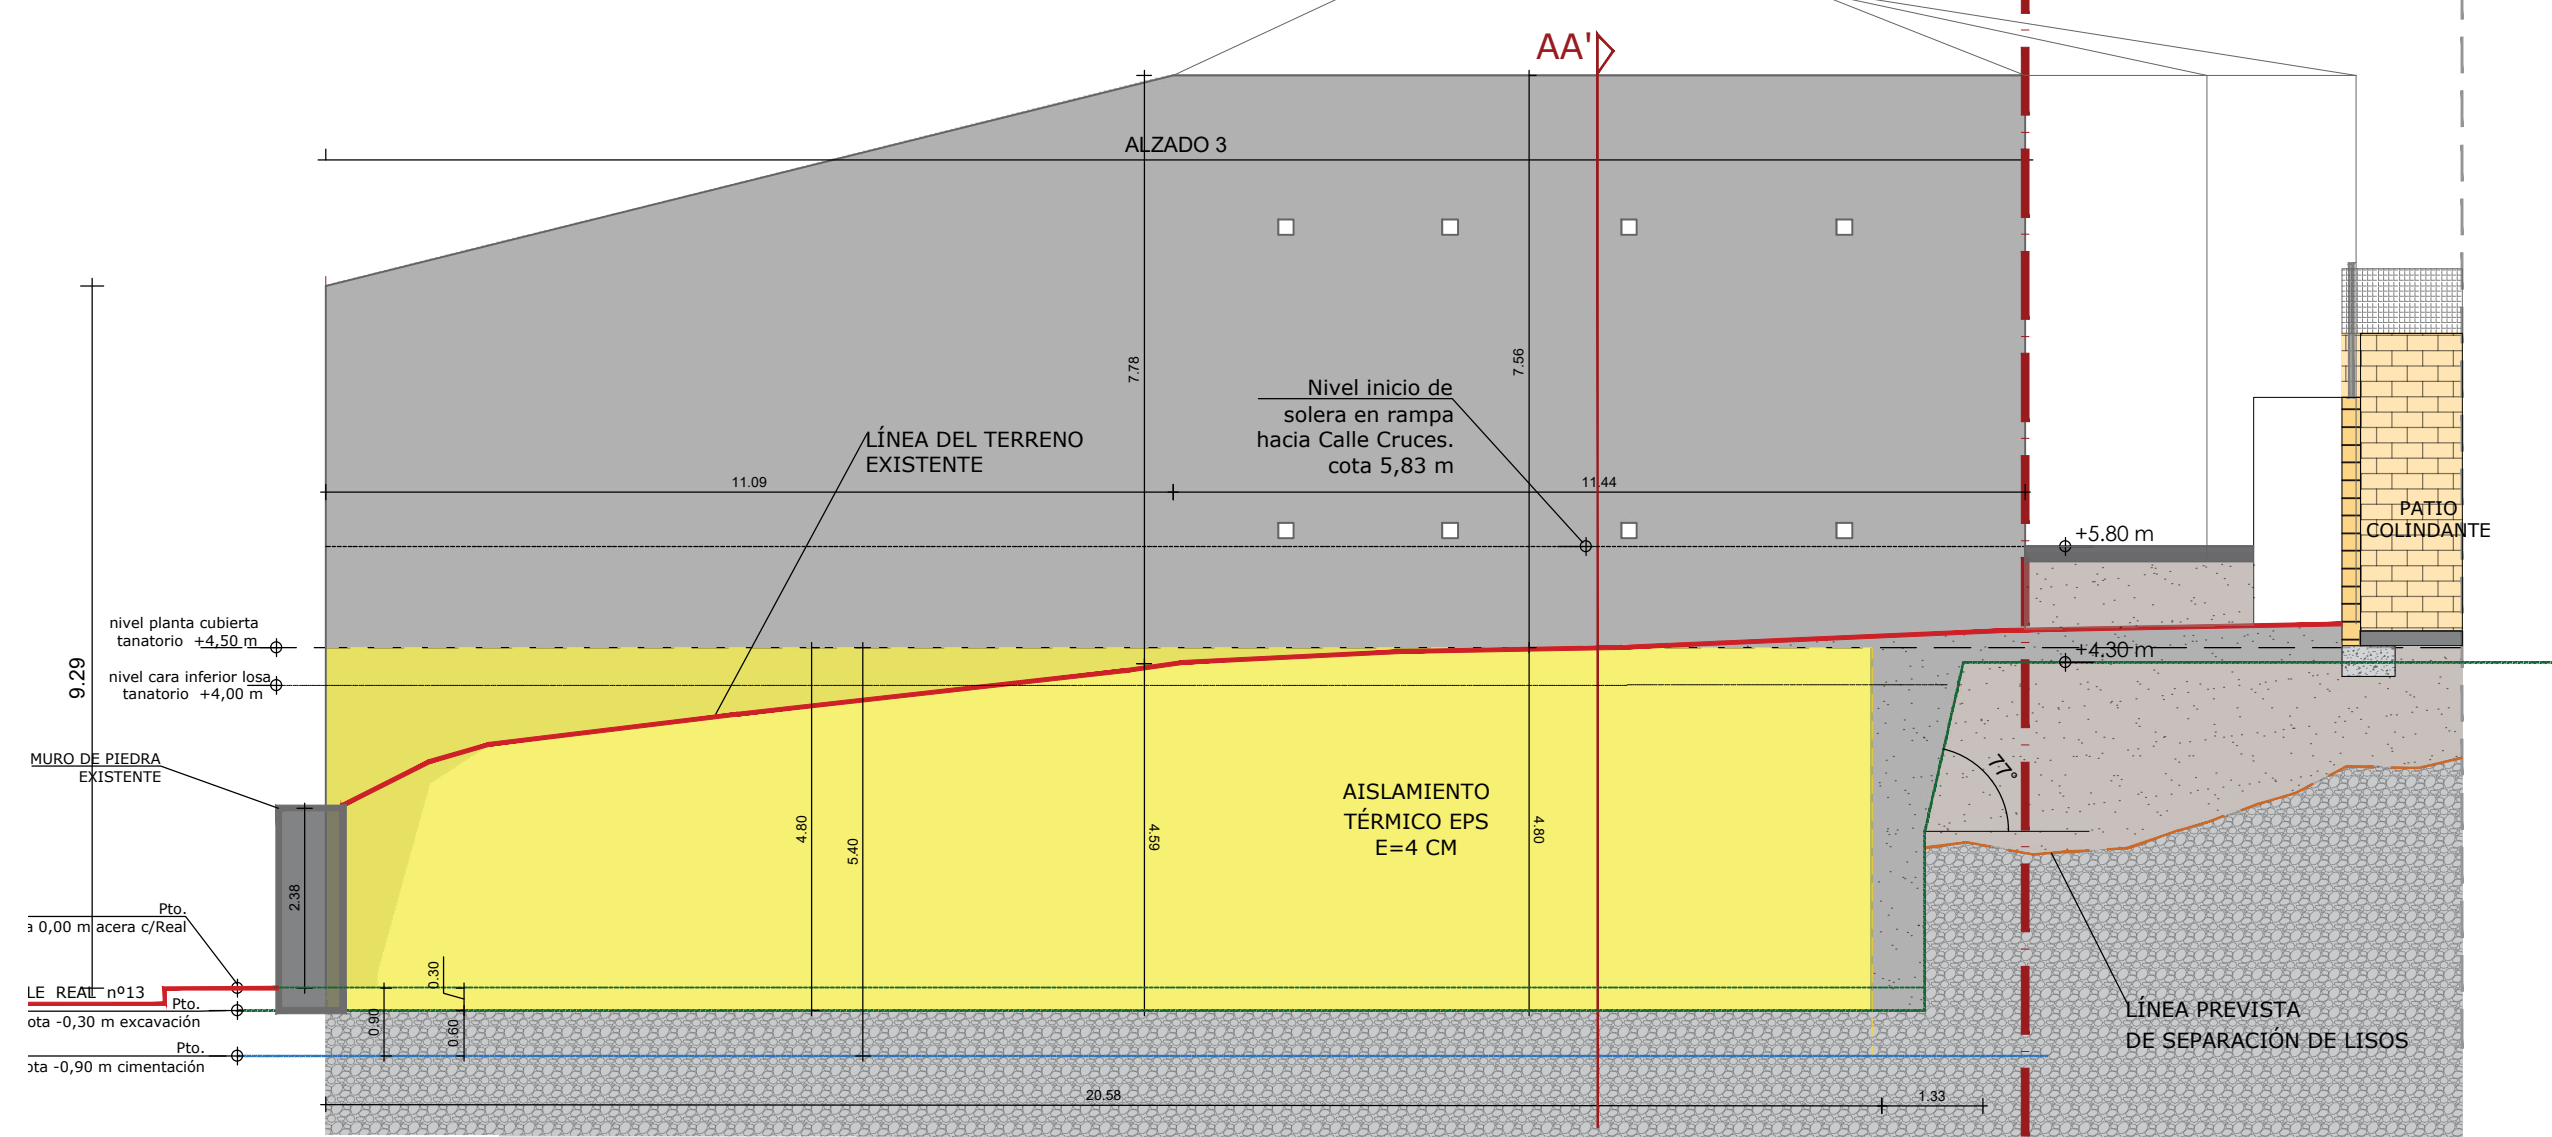 AA'
ALZADO 3
7.78
7.56
Nivel inicio de
solera en rampa
hacia Calle Cruces.
cota 5,83 m
LÍNEA DEL TERRENO
EXISTENTE
11.09
11.44
PATIO
COLINDANTE
+5.80 m
nivel planta cubierta
tanatorio +4,50 m
+4.30 m
9.29
nivel cara inferior losa
tanatorio +4,00 m
MURO DE PIEDRA
EXISTENTE
77°
AISLAMIENTO
TÉRMICO EPS
E=4 CM
4.80
5.40
4.59
4.80
2.38
Pto.
a 0,00 m acera c/Real
0.30
LE REAL nº13
Pto.
ota -0,30 m excavación
0.90
0.60
LÍNEA PREVISTA
DE SEPARACIÓN DE LISOS
Pto.
ota -0,90 m cimentación
20.58
1.33